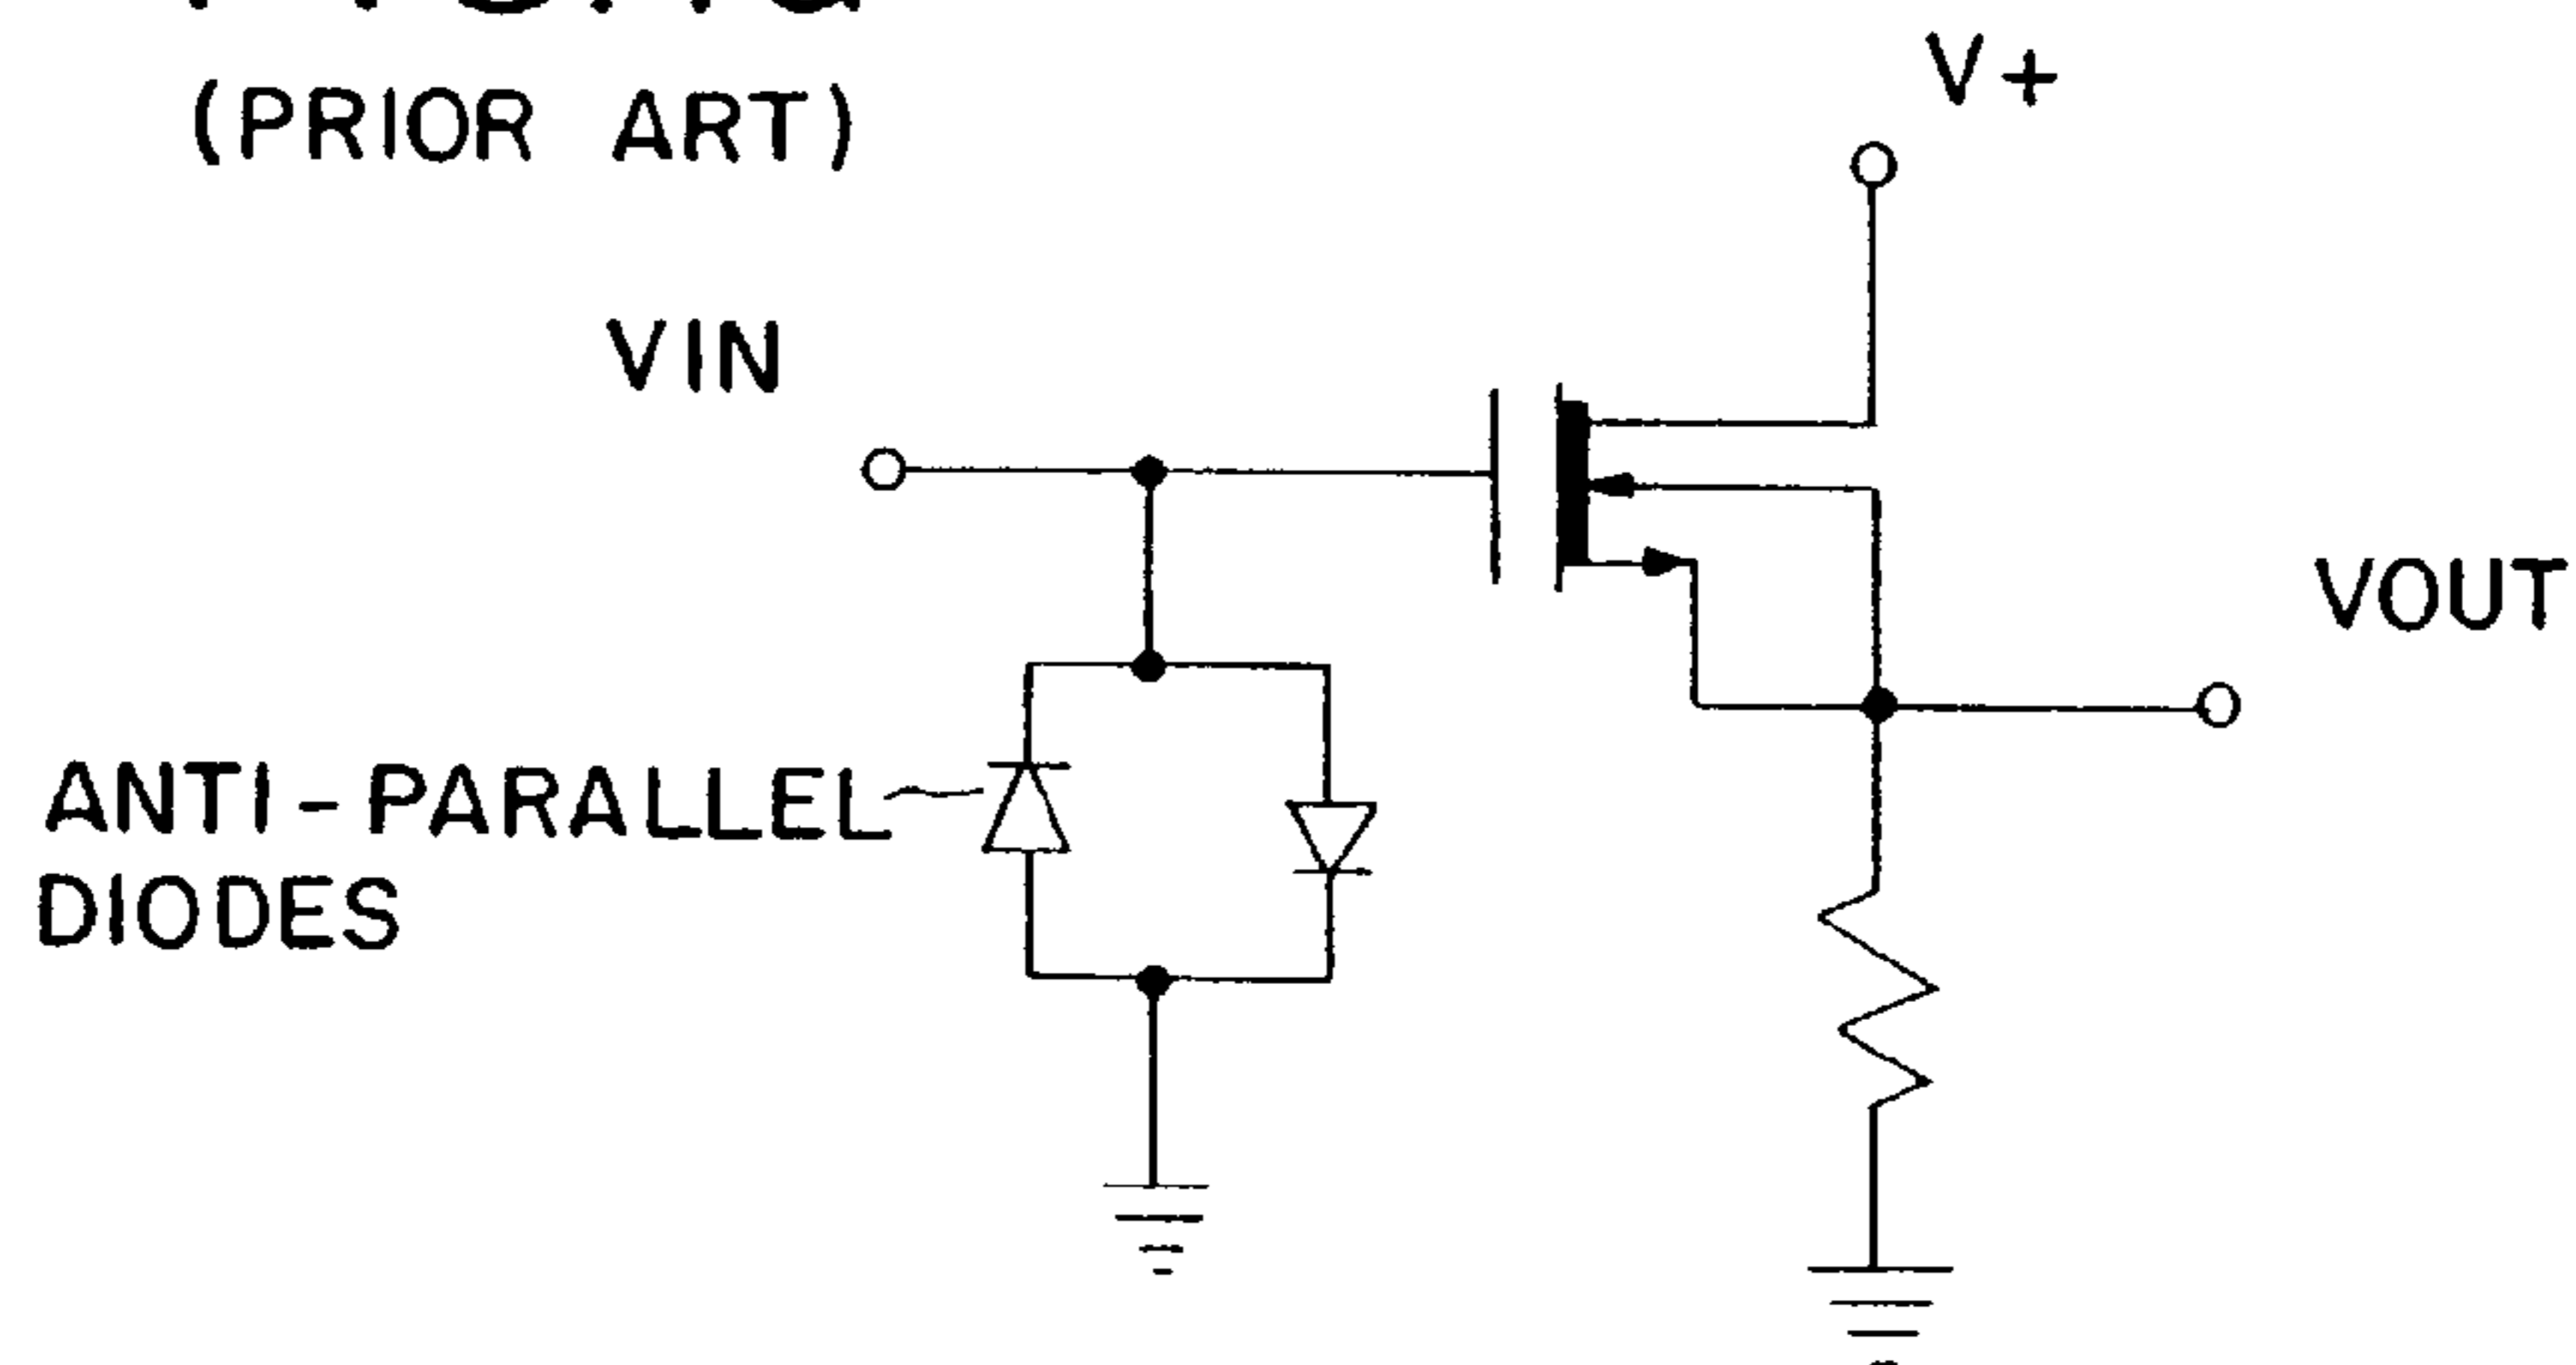 (PRIOR ART)
V+
VIN
VOUT
ANTI-PARALLEL
DIODES